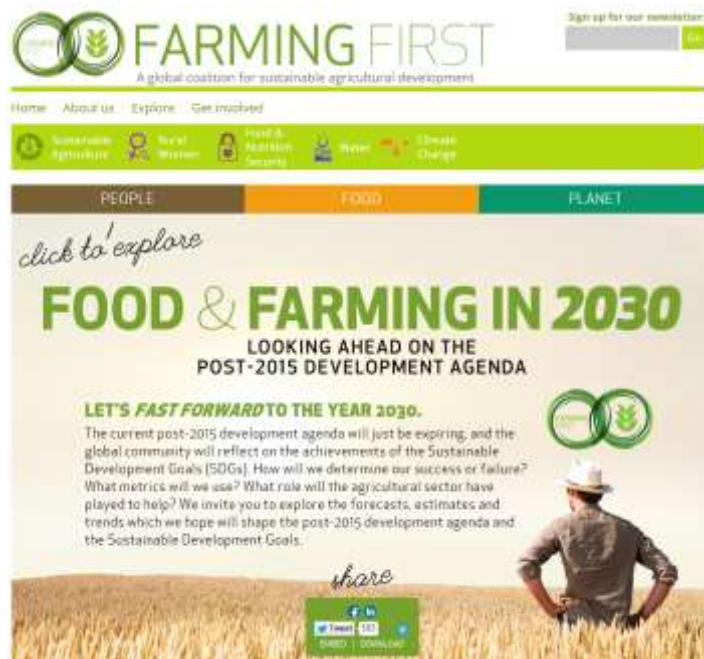 Sign up for our newsletter
Go
FARMING FIRST
A global coalition for sustainable agricultural development
Home About us Explore Get involved
Sustainable Agriculture
Rural Women
Food & Nutrition Security
Water
Climate Change
PEOPLE FOOD PLANET
click to explore
FOOD & FARMING IN 2030
LOOKING AHEAD ON THE
POST-2015 DEVELOPMENT AGENDA
LET'S FAST FORWARD TO THE YEAR 2030.
The current post-2015 development agenda will just be expiring, and the
global community will reflect on the achievements of the Sustainable
Development Goals (SDGs). How will we determine our success or failure?
What metrics will we use? What role will the agricultural sector have
played to help? We invite you to explore the forecasts, estimates and
trends which we hope will shape the post-2015 development agenda and
the Sustainable Development Goals.
share
f in
Tweet
EMBED | DOWNLOAD